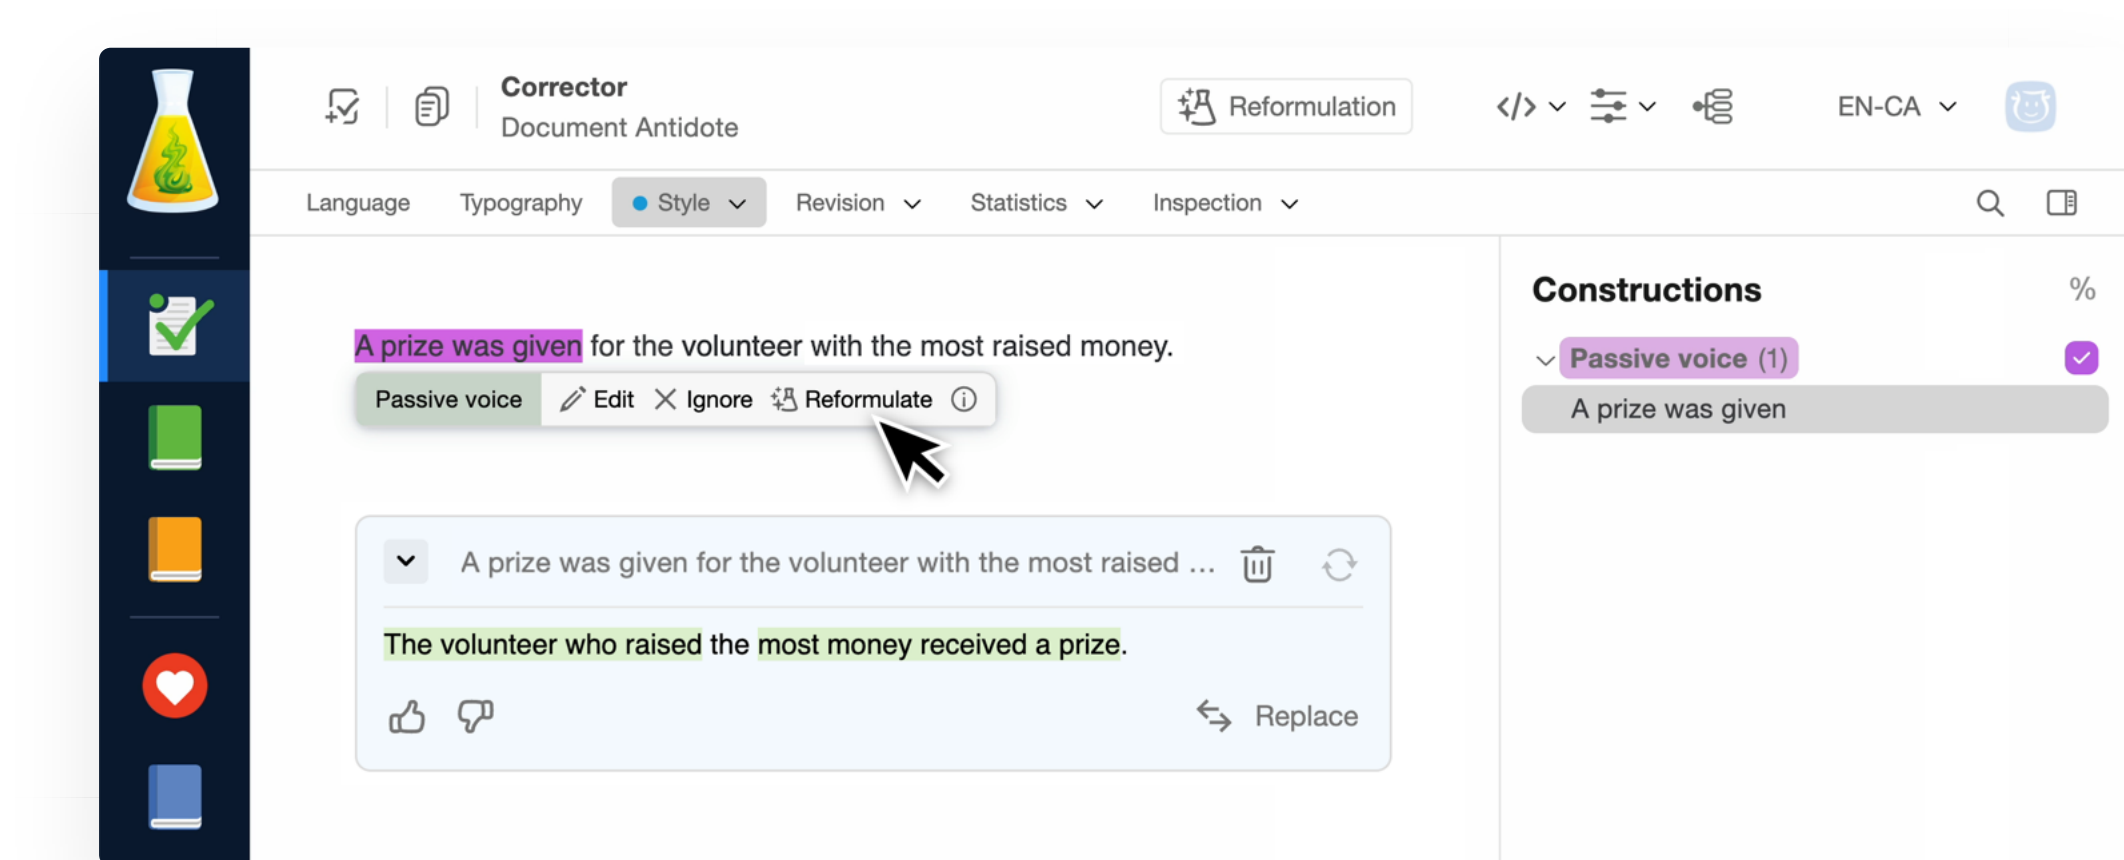 Corrector
Document Antidote
Reformulation
</>
EN-CA
Language Typography Style Revision Statistics Inspection
A prize was given for the volunteer with the most raised money.
Passive voice Edit Ignore Reformulate
A prize was given for the volunteer with the most raised ...
The volunteer who raised the most money received a prize.
Replace
Constructions %
Passive voice (1)
A prize was given